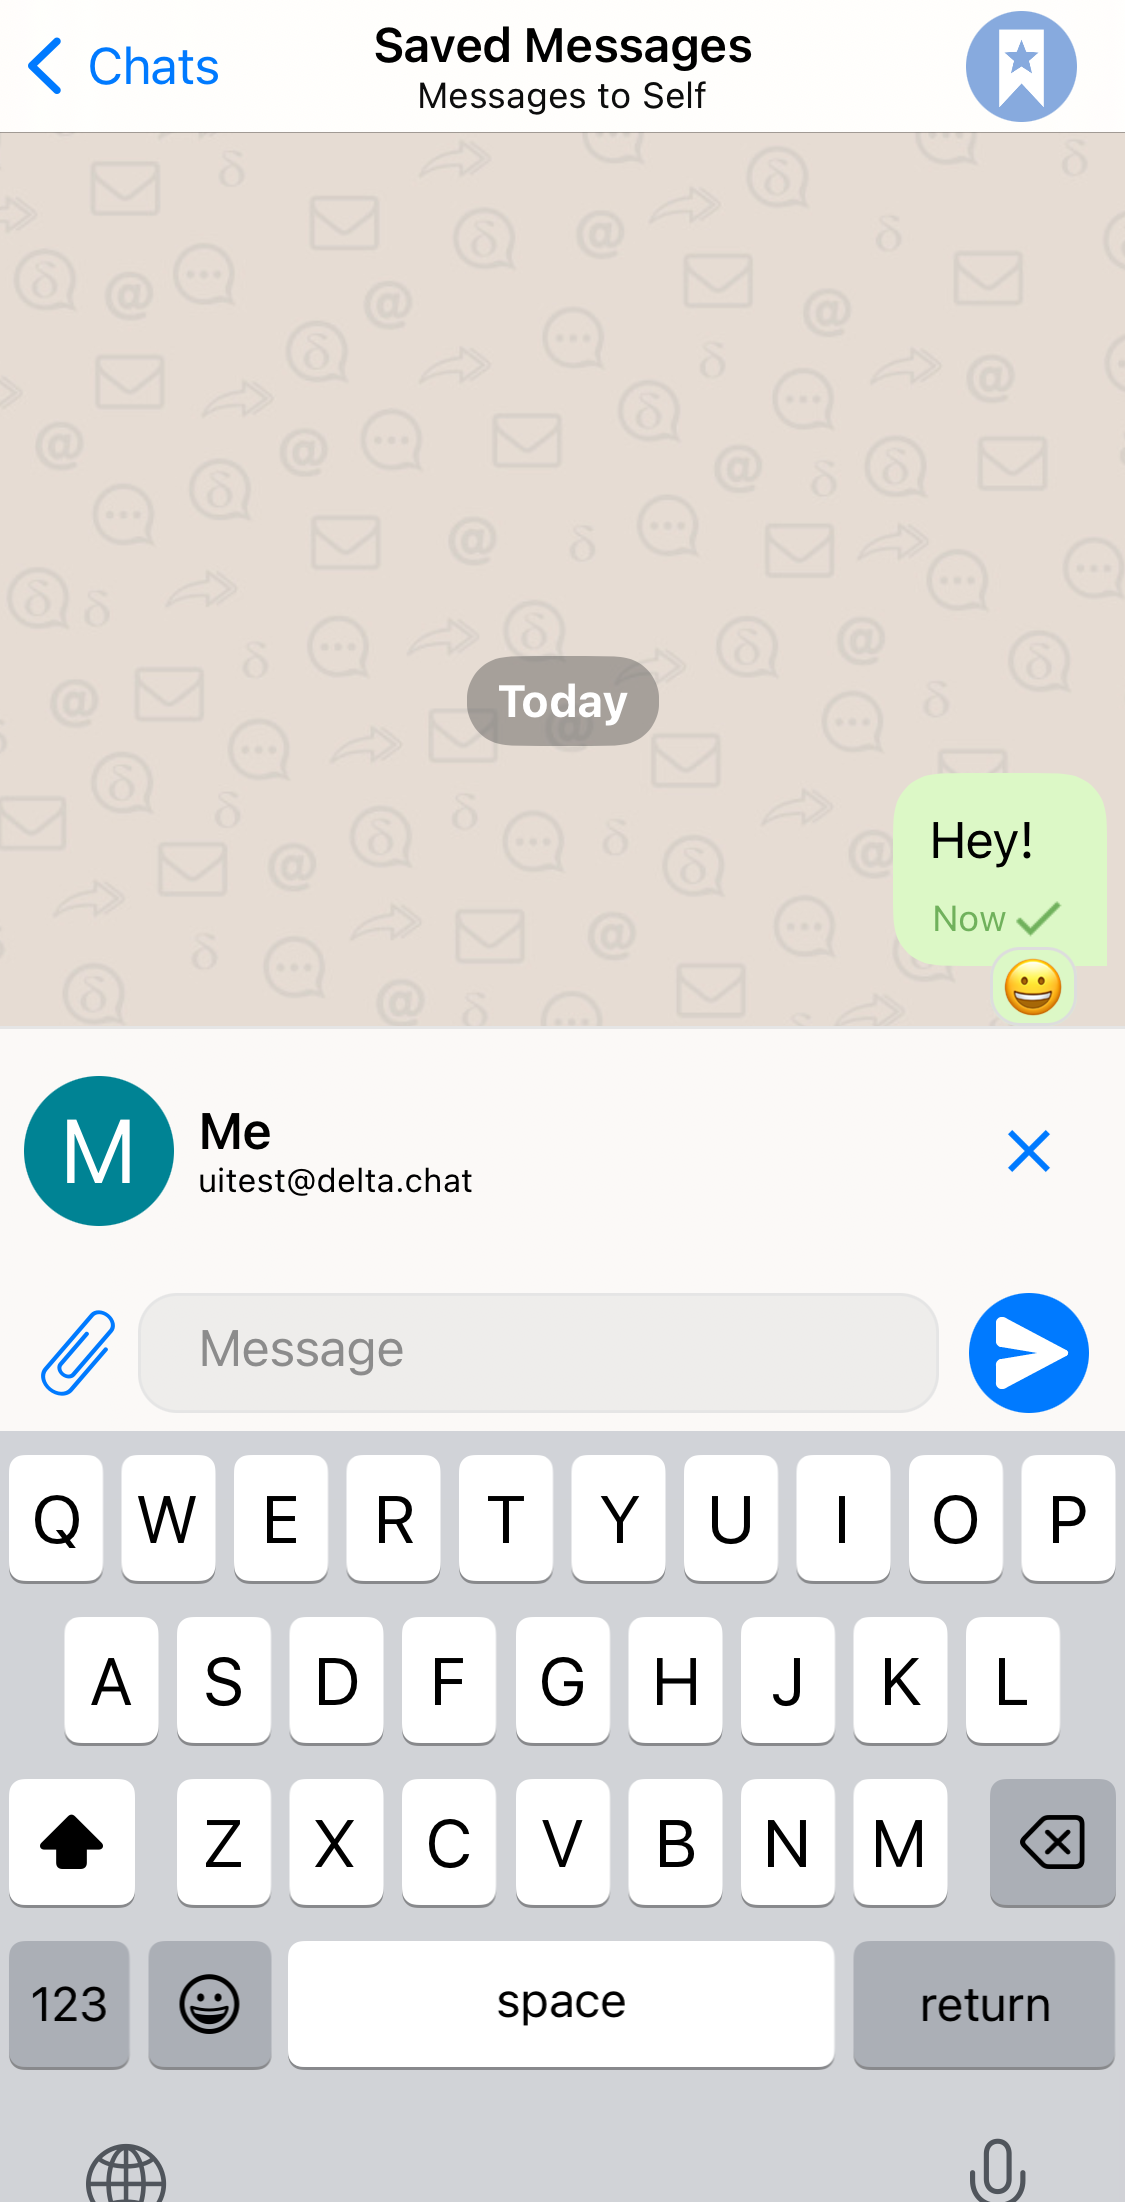 Chats
Saved Messages
Messages to Self
Today
Hey!
Now
M
Me
uitest@delta.chat
Message
Q W E R T Y U I O P
A S D F G H J K L
Z X C V B N M
123 space return